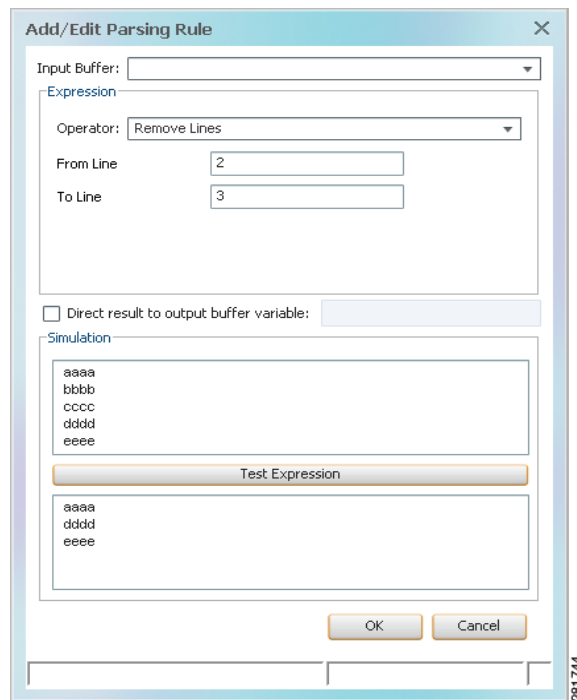 Add/Edit Parsing Rule
Input Buffer:
Expression
Operator: Remove Lines
From Line 2
To Line 3
Direct result to output buffer variable:
Simulation
aaaa
bbbb
cccc
dddd
eeee
Test Expression
aaaa
dddd
eeee
OK Cancel
281744